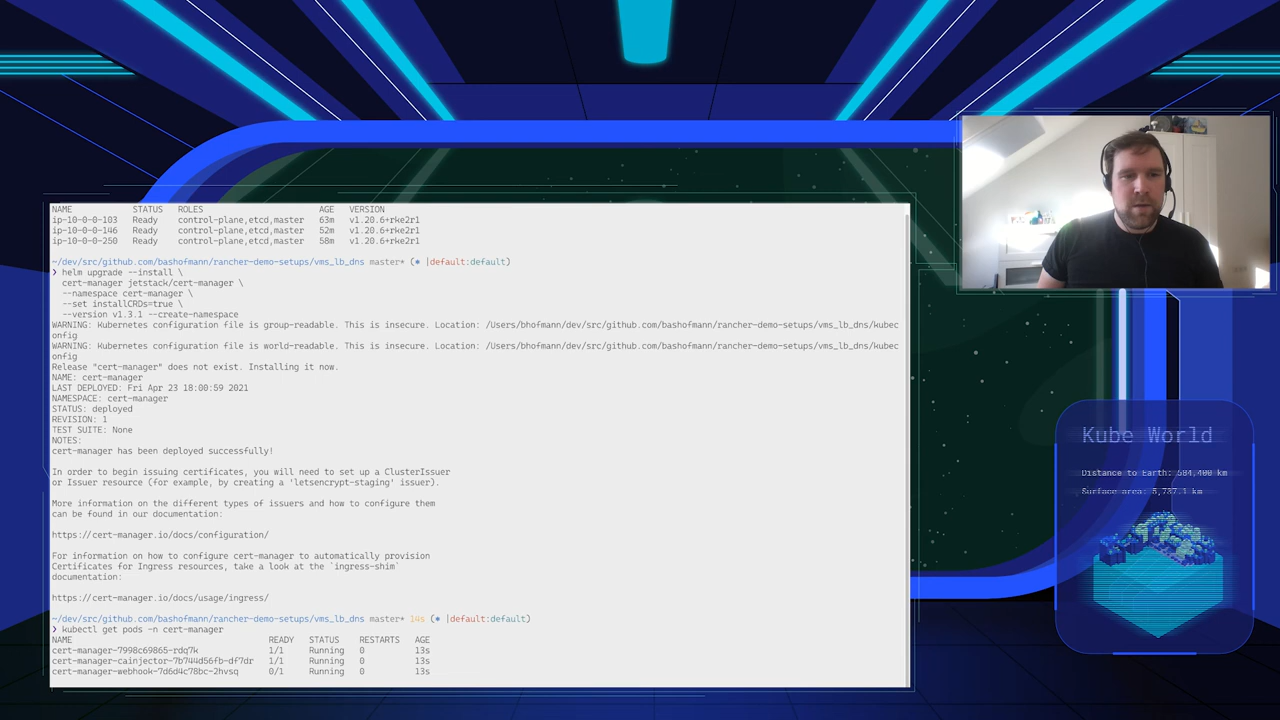 NAME STATUS ROLES AGE VERSION
ip-10-0-0-103 Ready control-plane,etcd,master 63m v1.20.6+rke2r1
ip-10-0-0-146 Ready control-plane,etcd,master 52m v1.20.6+rke2r1
ip-10-0-0-250 Ready control-plane,etcd,master 58m v1.20.6+rke2r1
~/dev/src/github.com/bashofmann/rancher-demo-setups/vms_lb_dns master* (⎈ |default:default)
❯ helm upgrade --install \
cert-manager jetstack/cert-manager \
--namespace cert-manager \
--set installCRDs=true \
--version v1.3.1 --create-namespace
WARNING: Kubernetes configuration file is group-readable. This is insecure. Location: /Users/bhofmann/dev/src/github.com/bashofmann/rancher-demo-setups/vms_lb_dns/kubec
onfig
WARNING: Kubernetes configuration file is world-readable. This is insecure. Location: /Users/bhofmann/dev/src/github.com/bashofmann/rancher-demo-setups/vms_lb_dns/kubec
onfig
Release "cert-manager" does not exist. Installing it now.
NAME: cert-manager
LAST DEPLOYED: Fri Apr 23 18:00:59 2021
NAMESPACE: cert-manager
STATUS: deployed
REVISION: 1
TEST SUITE: None
NOTES:
cert-manager has been deployed successfully!
In order to begin issuing certificates, you will need to set up a ClusterIssuer
or Issuer resource (for example, by creating a 'letsencrypt-staging' issuer).
More information on the different types of issuers and how to configure them
can be found in our documentation:
https://cert-manager.io/docs/configuration/
For information on how to configure cert-manager to automatically provision
Certificates for Ingress resources, take a look at the `ingress-shim`
documentation:
https://cert-manager.io/docs/usage/ingress/
~/dev/src/github.com/bashofmann/rancher-demo-setups/vms_lb_dns master* 14s (⎈ |default:default)
❯ kubectl get pods -n cert-manager
NAME READY STATUS RESTARTS AGE
cert-manager-7998c69865-rdq7k 1/1 Running 0 13s
cert-manager-cainjector-7b744d56fb-df7dr 1/1 Running 0 13s
cert-manager-webhook-7d6d4c78bc-2hvsq 0/1 Running 0 13s
Kube World
Distance to Earth: 584,400 km
Surface area: 5,787.1 km